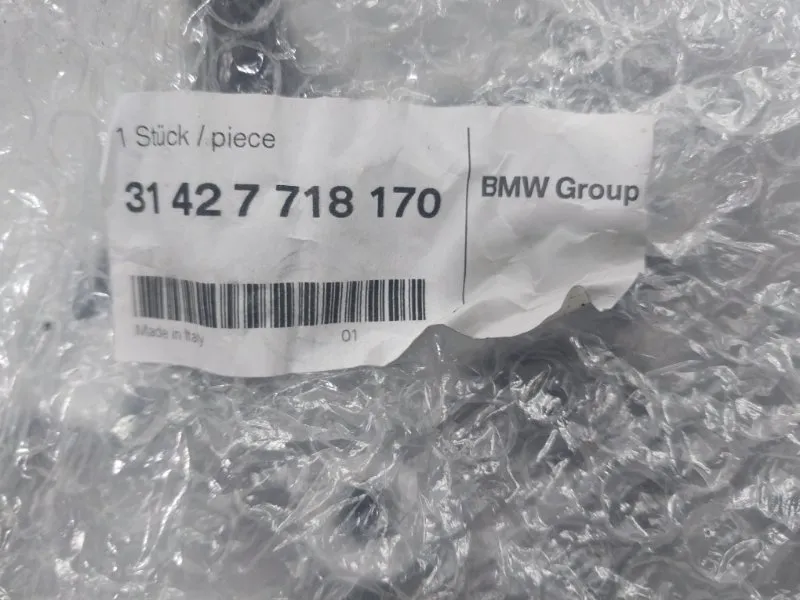 1 Stück / piece
31 42 7 718 170
BMW Group
Made in Italy
01